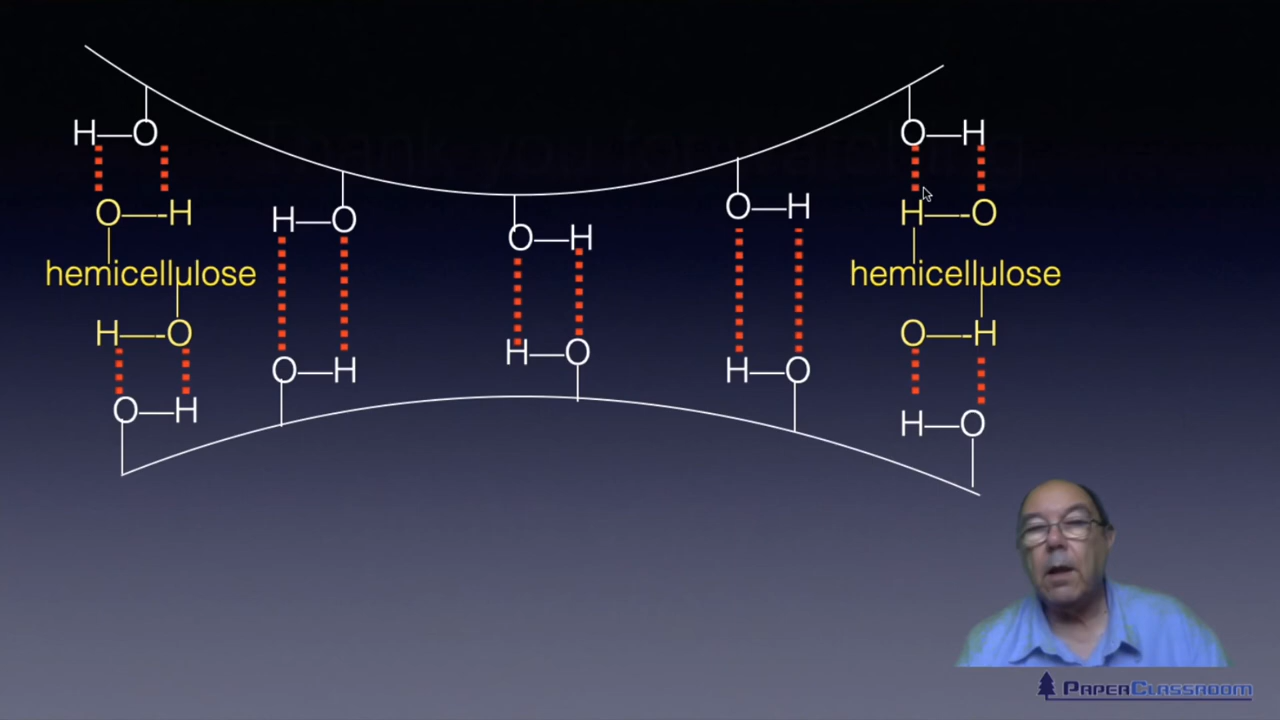 H—O
O—H
O—-H
H—-O
H—O
O—H
H—O
O—H
hemicellulose
hemicellulose
H—-O
O—-H
H—O
O—H
H—O
O—H
H—O
PaperClassroom